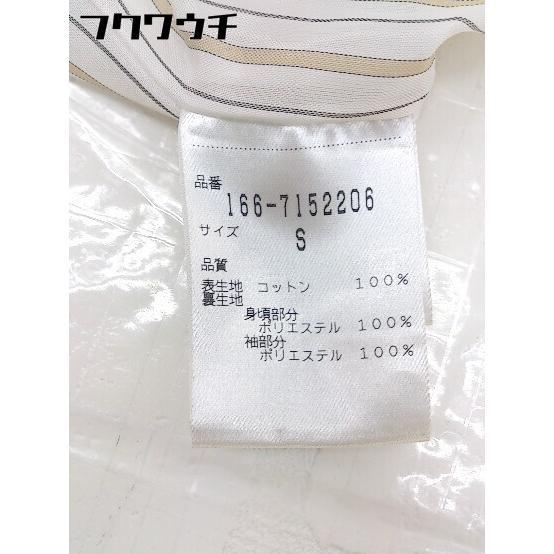 フクワウチ
品番
166-7152206
サイズ
S
品質
表生地 コットン 100%
裏生地
身頃部分
ポリエステル 100%
袖部分
ポリエステル 100%